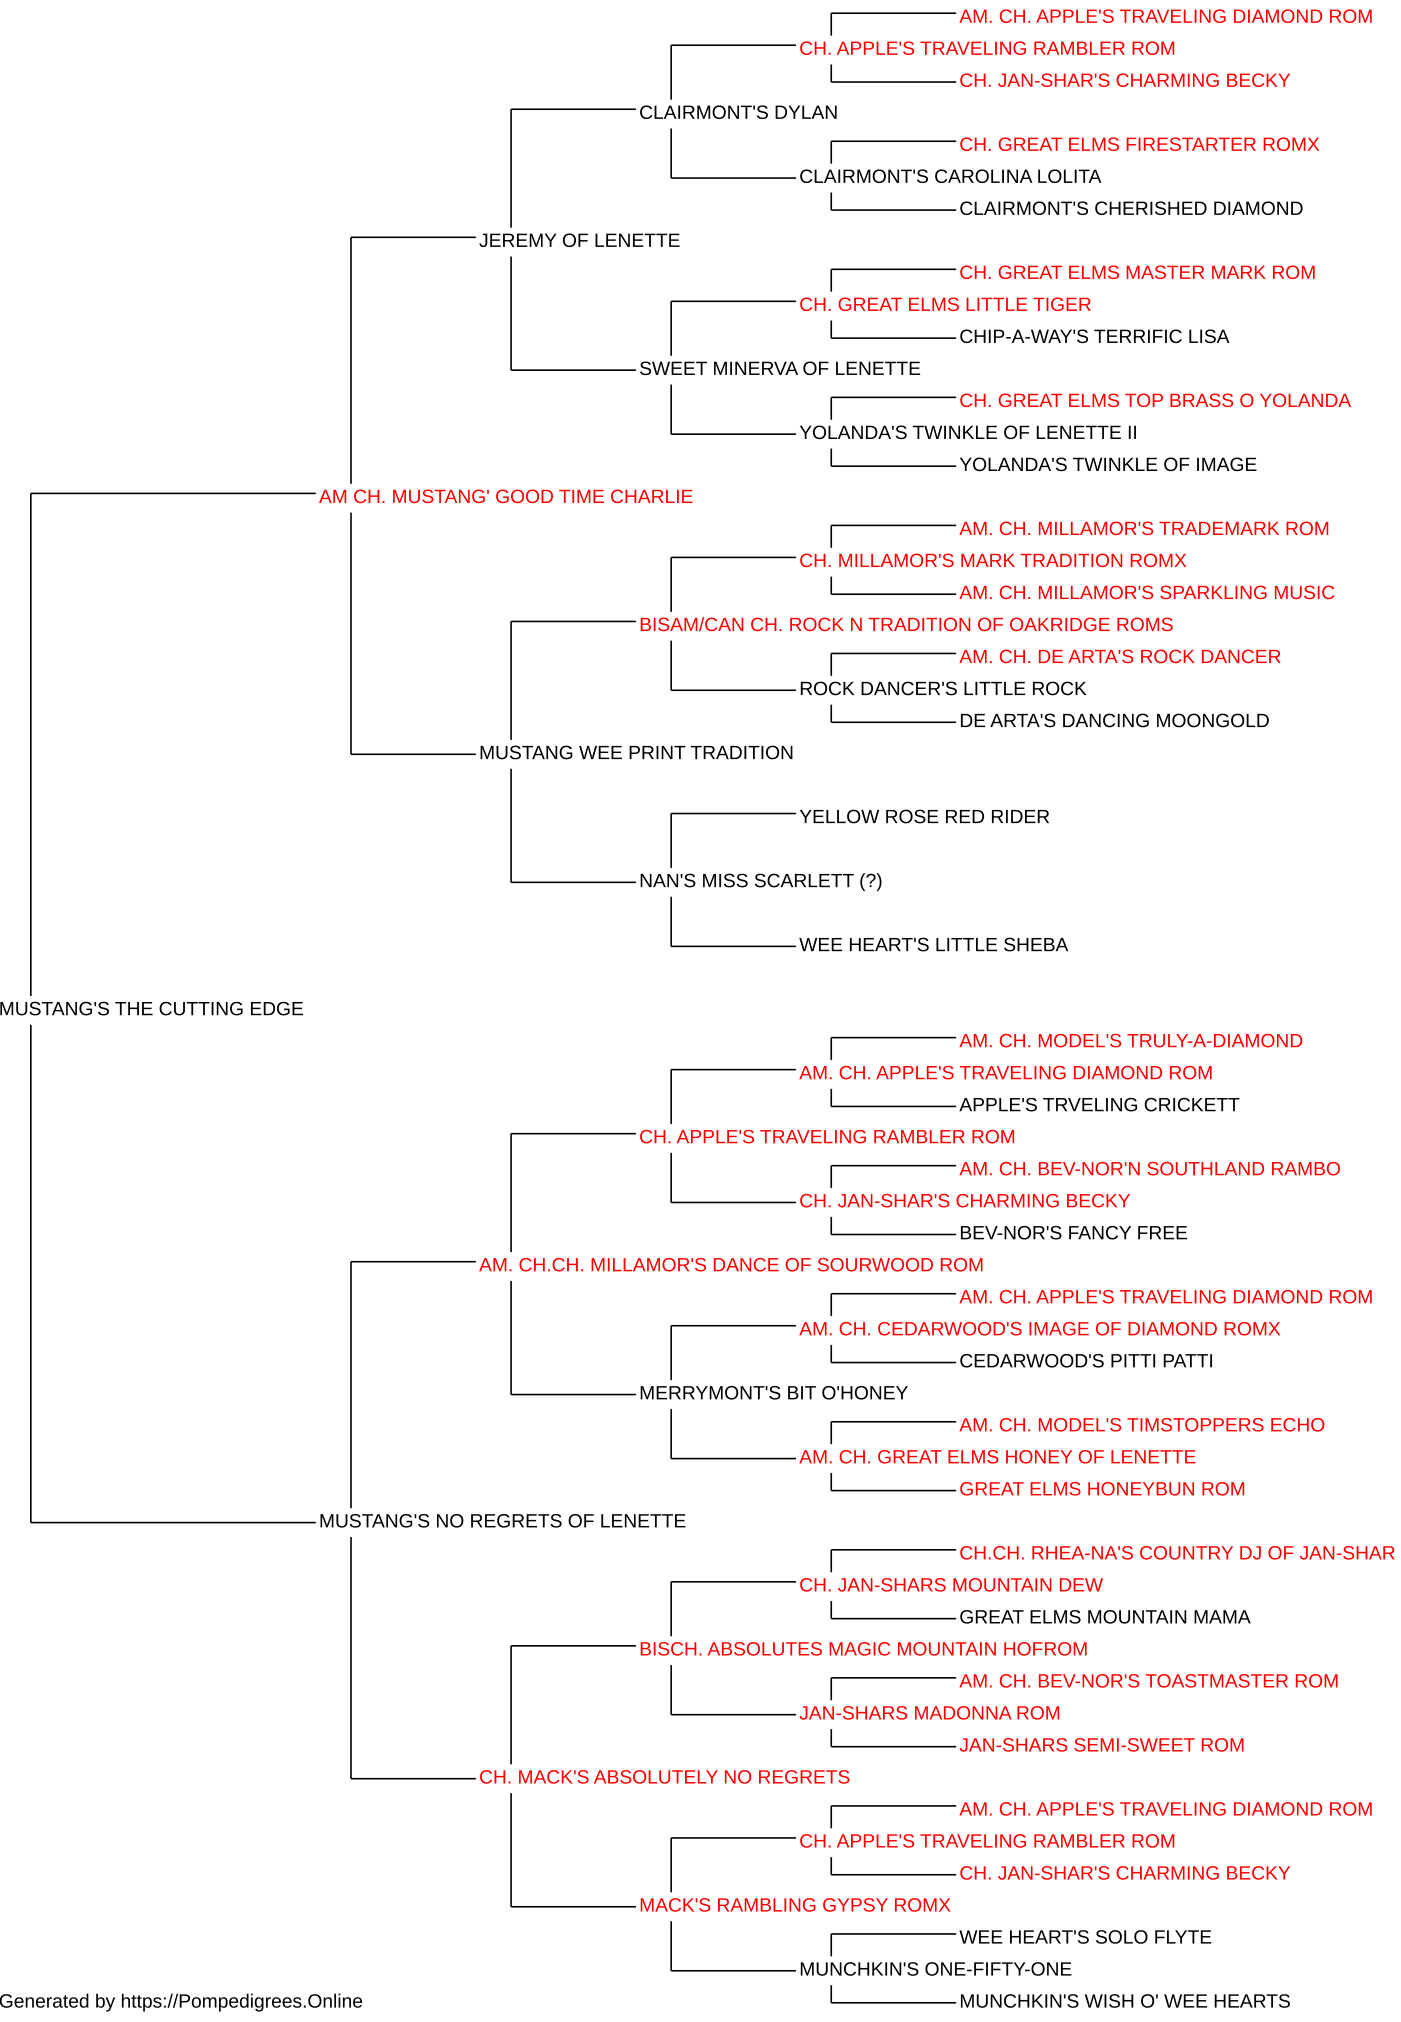 AM. CH. APPLE'S TRAVELING DIAMOND ROM
CH. APPLE'S TRAVELING RAMBLER ROM
CH. JAN-SHAR'S CHARMING BECKY
CLAIRMONT'S DYLAN
CH. GREAT ELMS FIRESTARTER ROMX
CLAIRMONT'S CAROLINA LOLITA
CLAIRMONT'S CHERISHED DIAMOND
JEREMY OF LENETTE
CH. GREAT ELMS MASTER MARK ROM
CH. GREAT ELMS LITTLE TIGER
CHIP-A-WAY'S TERRIFIC LISA
SWEET MINERVA OF LENETTE
CH. GREAT ELMS TOP BRASS O YOLANDA
YOLANDA'S TWINKLE OF LENETTE II
YOLANDA'S TWINKLE OF IMAGE
AM CH. MUSTANG' GOOD TIME CHARLIE
AM. CH. MILLAMOR'S TRADEMARK ROM
CH. MILLAMOR'S MARK TRADITION ROMX
AM. CH. MILLAMOR'S SPARKLING MUSIC
BISAM/CAN CH. ROCK N TRADITION OF OAKRIDGE ROMS
AM. CH. DE ARTA'S ROCK DANCER
ROCK DANCER'S LITTLE ROCK
DE ARTA'S DANCING MOONGOLD
MUSTANG WEE PRINT TRADITION
YELLOW ROSE RED RIDER
NAN'S MISS SCARLETT (?)
WEE HEART'S LITTLE SHEBA
MUSTANG'S THE CUTTING EDGE
AM. CH. MODEL'S TRULY-A-DIAMOND
AM. CH. APPLE'S TRAVELING DIAMOND ROM
APPLE'S TRVELING CRICKETT
CH. APPLE'S TRAVELING RAMBLER ROM
AM. CH. BEV-NOR'N SOUTHLAND RAMBO
CH. JAN-SHAR'S CHARMING BECKY
BEV-NOR'S FANCY FREE
AM. CH.CH. MILLAMOR'S DANCE OF SOURWOOD ROM
AM. CH. APPLE'S TRAVELING DIAMOND ROM
AM. CH. CEDARWOOD'S IMAGE OF DIAMOND ROMX
CEDARWOOD'S PITTI PATTI
MERRYMONT'S BIT O'HONEY
AM. CH. MODEL'S TIMSTOPPERS ECHO
AM. CH. GREAT ELMS HONEY OF LENETTE
GREAT ELMS HONEYBUN ROM
MUSTANG'S NO REGRETS OF LENETTE
CH.CH. RHEA-NA'S COUNTRY DJ OF JAN-SHAR
CH. JAN-SHARS MOUNTAIN DEW
GREAT ELMS MOUNTAIN MAMA
BISCH. ABSOLUTES MAGIC MOUNTAIN HOFROM
AM. CH. BEV-NOR'S TOASTMASTER ROM
JAN-SHARS MADONNA ROM
JAN-SHARS SEMI-SWEET ROM
CH. MACK'S ABSOLUTELY NO REGRETS
AM. CH. APPLE'S TRAVELING DIAMOND ROM
CH. APPLE'S TRAVELING RAMBLER ROM
CH. JAN-SHAR'S CHARMING BECKY
MACK'S RAMBLING GYPSY ROMX
WEE HEART'S SOLO FLYTE
MUNCHKIN'S ONE-FIFTY-ONE
MUNCHKIN'S WISH O' WEE HEARTS
Generated by https://Pompedigrees.Online